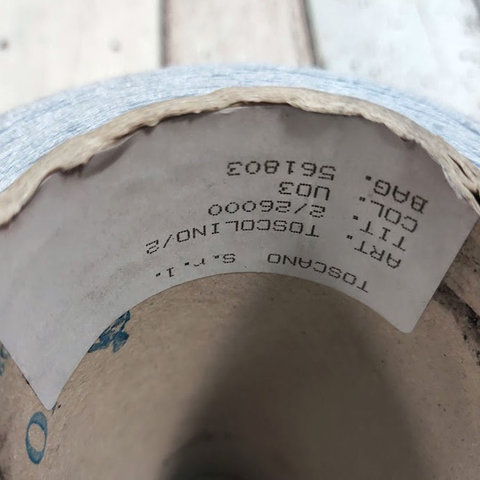 TOSCANO S.r.l.
ART. TOSCOLINO/2
TIT. 2/26000
COL. U03
BAG. 561803